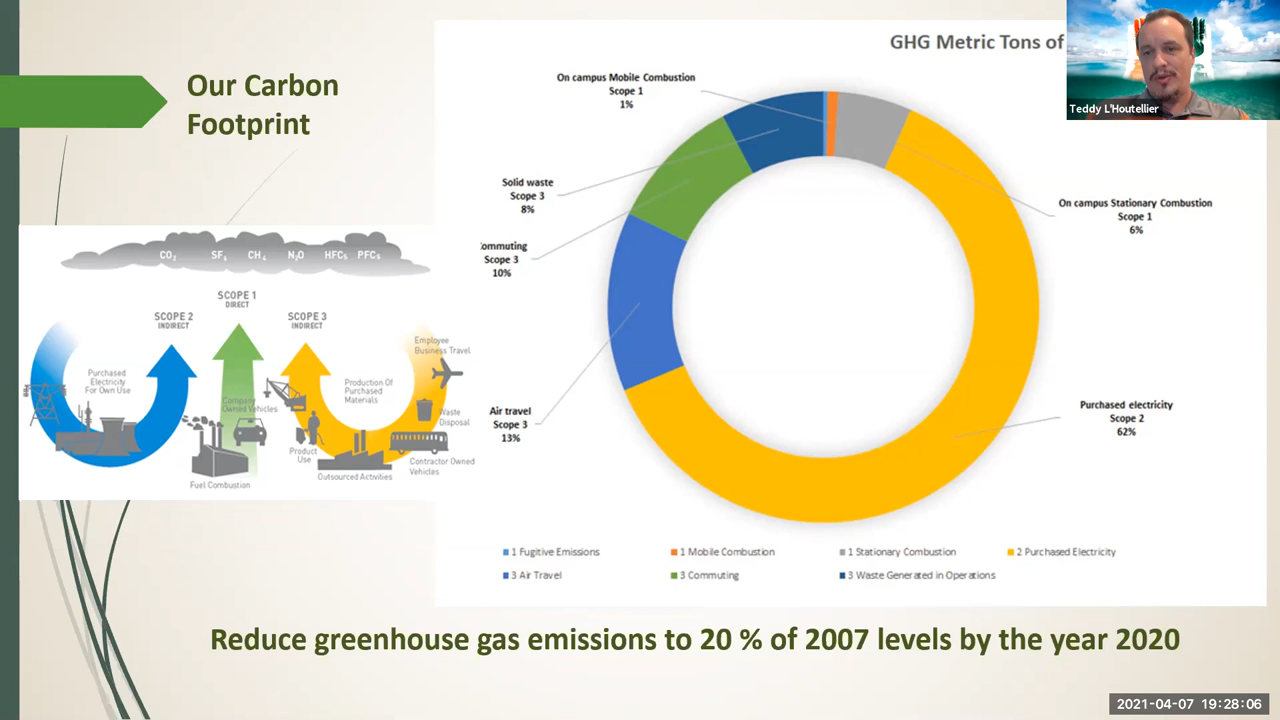 Our Carbon
Footprint
GHG Metric Tons of
Teddy L'Houtellier
On campus Mobile Combustion
Scope 1
1%
Solid waste
Scope 3
8%
ommuting
Scope 3
10%
Air travel
Scope 3
13%
On campus Stationary Combustion
Scope 1
6%
Purchased electricity
Scope 2
62%
CO2 SF6 CH4 N2O HFCs PFCs
SCOPE 1
DIRECT
SCOPE 2
INDIRECT
SCOPE 3
INDIRECT
Purchased
Electricity
For Own Use
Company
Owned Vehicles
Fuel Combustion
Employee
Business Travel
Production Of
Purchased
Materials
Waste
Disposal
Product
Use
Contractor Owned
Vehicles
Outsourced Activities
1 Fugitive Emissions 1 Mobile Combustion 1 Stationary Combustion 2 Purchased Electricity
3 Air Travel 3 Commuting 3 Waste Generated in Operations
Reduce greenhouse gas emissions to 20 % of 2007 levels by the year 2020
2021-04-07 19:28:06